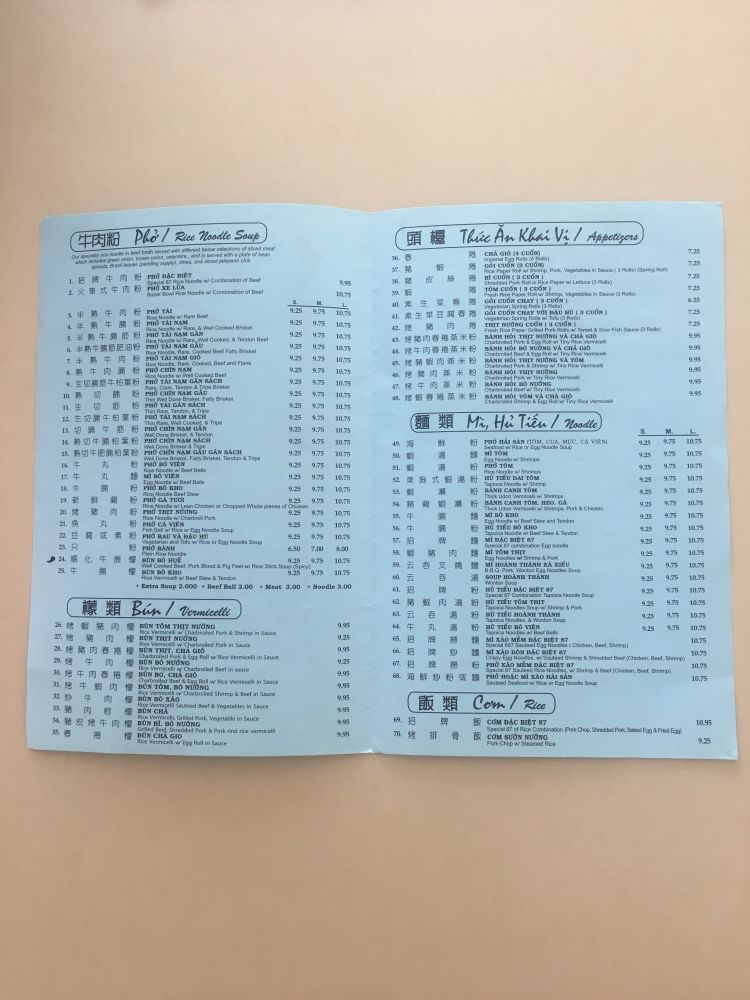 牛肉粉 Phở / Rice Noodle Soup
Our specialty rice noodle in beef broth served with different below selections of sliced meat
which includes green onion, brown onion, calendra , and is served with a plate of bean
sprouts, Brazil leaves (pending supply), limes, and sliced jalapeno chili.
1. 招牌牛肉粉 PHỞ ĐẶC BIỆT
Special 87 Rice Noodle w/ Combination of Beef 9.95
2. 火車式牛肉粉 PHỞ XE LỬA
Super Bowl Rice Noodle w/ Combination of Beef 10.75
S. M. L.
3. 半熟牛肉粉 PHỞ TÁI 9.25 9.75 10.75
Rice Noodle w/ Rare Beef
4. 半熟牛腩粉 PHỞ TÁI NẠM 9.25 9.75 10.75
Rice Noodle w/ Rare, & Well Cooked Brisket
5. 半熟牛腩筋粉 PHỞ TÁI NẠM GÂN 9.25 9.75 10.75
Rice Noodle w/ Rare, Well Cooked, & Tendon Beef
6. 半熟牛腩筋肥油粉 PHỞ TÁI NẠM GẦU 9.25 9.75 10.75
Rice Noodle, Rare, Cooked Beef Fatty Brisket
7. 半熟牛肉粉 PHỞ TÁI NẠM GIÓ 9.25 9.75 10.75
Rice Noodle, Rare, Cooked, Beef and Flank
8. 熟牛肉腩粉 PHỞ CHÍN NẠM 9.25 9.75 10.75
Rice Noodle w/ Well Cooked Beef
9. 生切腩筋牛柏葉粉 PHỞ TÁI NẠM GÂN SÁCH 9.25 9.75 10.75
Rare, Cook, Tendon & Tripe Brisket
10. 熟切腩粉 PHỞ CHÍN NẠM GẦU 9.25 9.75 10.75
Thin Well Done Brisket, Fatty Brisket
11. 生切筋粉 PHỞ TÁI GÂN SÁCH 9.25 9.75 10.75
Thin Rare, Tendon, & Tripe
12. 生切腩牛柏葉粉 PHỞ TÁI NẠM SÁCH 9.25 9.75 10.75
Thin Rare, Well Cooked, & Tripe
13. 切腩牛筋粉 PHỞ CHÍN NẠM GÂN 9.25 9.75 10.75
Well Done Brisket, & Tendon
14. 熟切牛腩柏葉粉 PHỞ CHÍN NẠM SÁCH 9.25 9.75 10.75
Well Done Brisket & Tripe
15. 熟切牛肥腩柏葉粉 PHỞ CHÍN NẠM GẦU GÂN SÁCH 9.25 9.75 10.75
Well Done Brisket, Fatty Brisket, Tendon & Tripe
16. 牛丸粉 PHỞ BÒ VIÊN 9.25 9.75 10.75
Rice Noodle w/ Beef Balls
17. 牛丸麵 MÌ BÒ VIÊN 9.25 9.75 10.75
Egg Noodle w/ Beef Balls
18. 牛腩粉 PHỞ BÒ KHO 9.25 9.75 10.75
Rice Noodle Beef Stew
19. 新鮮雞粉 PHỞ GÀ TƯƠI 9.25 9.75 10.75
Rice Noodle w/ Lean Chicken or Chopped Whole pieces of Chicken
20. 烤豬肉粉 PHỞ THỊT NƯỚNG 9.25 9.75 10.75
Rice Noodle w/ Charbroil Pork
21. 魚丸粉 PHỞ CÁ VIÊN 9.25 9.75 10.75
Fish Ball w/ Rice or Egg Noodle Soup
22. 豆腐或素粉 PHỞ RAU VÀ ĐẬU HŨ 9.25 9.75 10.75
Vegetarian and Tofu w/ Rice or Egg Noodle Soup
23. 只粉 PHỞ BÁNH 6.50 7.00 8.00
Plain Rice Noodle
24. 順化牛展檬 BÚN BÒ HUẾ 9.25 9.75 10.75
Well Cooked Beef, Pork Blood & Pig Feet w/ Rice Stick Soup (Spicy)
25. 牛腩檬 BÚN BÒ KHO 9.25 9.75 10.75
Rice Vermicelli w/ Beef Stew & Tendon
+ Extra Soup 2.000 + Beef Ball 2.00 + Meat 3.00 + Noodle 3.00
檬類 Bún / Vermicelli
26. 烤蝦豬肉檬 BÚN TÔM THỊT NƯỚNG 9.95
Rice Vermicelli w/ Charbroiled Pork & Shrimp in Sauce
27. 烤豬肉檬 BÚN THỊT NƯỚNG 9.25
Rice Vermicelli w/ Charbroiled Pork in Sauce
28. 烤豬肉春捲檬 BÚN THỊT, CHẢ GIÒ 9.95
Charbroiled Pork & Egg Roll w/ Rice Vermicelli in Sauce
29. 烤牛肉檬 BÚN BÒ NƯỚNG 9.25
Rice Vermicelli w/ Charbroiled Beef in Sauce
30. 烤牛肉春捲檬 BÚN BÒ, CHẢ GIÒ 9.95
Charbroiled Beef & Egg Roll w/ Rice Vermicelli in Sauce
31. 烤牛蝦肉檬 BÚN TÔM, BÒ NƯỚNG 9.95
Rice Vermicelli w/ Charbroiled Shrimp & Beef in Sauce
32. 炒牛肉檬 BÚN BÒ XÀO 9.95
Rice Vermicelli Sauteed Beef & Vegetables in Sauce
33. 豬肉粽檬 BÚN CHẢ 9.95
Rice Vermicelli, Grilled Pork, Vegetable in Sauce
34. 豬皮烤牛肉檬 BÚN BÌ, BÒ NƯỚNG 9.95
Grilled Beef, Shredded Pork & Pork rind rice vermicelli
35. 春捲檬 BÚN CHẢ GIÒ 9.95
Rice Vermicelli w/ Egg Roll in Sauce
頭檯 Thức Ăn Khai Vị / Appetizers
36. 春捲 CHẢ GIÒ (4 CUỐN) 7.25
Imperial Egg Rolls (4 Rolls)
37. 豬蝦捲 GỎI CUỐN (3 CUỐN) 7.25
Rice Paper Roll w/ Shrimp, Pork, Vegetables in Sauce ( 3 Rolls) (Spring Roll)
38. 豬皮絲捲 BÌ CUỐN ( 3 CUỐN ) 7.25
Shredded Pork Roll in Rice Paper w/ Lettuce (3 Rolls)
39. 蝦捲 TÔM CUỐN ( 3 CUỐN ) 7.25
Fresh Rice Paper Roll w/ Shrimp, Vegetables in Sauce (3 Rolls)
40. 素生菜春捲 GỎI CUỐN CHAY ( 3 CUỐN ) 6.25
Vegetarian Spring Rolls (3 Rolls)
41. 素生菜豆腐春捲 GỎI CUỐN CHAY VỚI ĐẬU HŨ ( 3 CUỐN ) 7.25
Vegetarian Spring Rolls w/ Tofu (3 Rolls)
42. 烤豬肉捲 THỊT NƯỚNG CUỐN ( 3 CUỐN ) 7.25
Fresh Rice Paper Grilled Pork Rolls w/ Sweet & Sour Fish Sauce (3 Rolls)
43. 烤豬肉春捲蒸米粉 BÁNH HỎI THỊT NƯỚNG VÀ CHẢ GIÒ 9.95
Charbroiled Pork & Egg Roll w/ Tiny Rice Vermicelli
44. 烤牛肉春捲蒸米粉 BÁNH HỎI BÒ NƯỚNG VÀ CHẢ GIÒ 9.95
Charbroiled Beef & Egg Roll w/ Tiny Rice Vermicelli
45. 烤豬蝦肉蒸米粉 BÁNH HỎI THỊT NƯỚNG VÀ TÔM 9.95
Charbroiled Pork & Shrimp w/ Tiny Rice Vermicelli
46. 烤豬肉蒸米粉 BÁNH HỎI THỊT NƯỚNG 9.25
Charbroiled Pork w/ Tiny Rice Vermicelli
47. 烤牛肉蒸米粉 BÁNH HỎI BÒ NƯỚNG 9.25
Charbroiled Beef w/ Tiny Rice Vermicelli
48. 烤蝦春捲蒸米粉 BÁNH HỎI TÔM VÀ CHẢ GIÒ 9.95
Charbroiled Shrimp & Egg Roll w/ Tiny Rice Vermicelli
麵類 Mì, Hủ Tiếu / Noodle
S. M. L.
49. 海鮮粉 PHỞ HẢI SẢN (TÔM, CUA, MỰC, CÁ VIÊN) 9.25 9.75 10.75
Seafood w/ Rice or Egg Noodle Soup
50. 蝦湯麵 MÌ TÔM 9.25 9.75 10.75
Egg Noodle w/ Shrimps
51. 蝦湯粉 PHỞ TÔM 9.25 9.75 10.75
Rice Noodle w/ Shrimps
52. 美施式蝦湯粉 HỦ TIẾU DAI TÔM 9.25 9.75 10.75
Tapioca Noodle w/ Shrimp
53. 蝦瀨粉 BÁNH CANH TÔM 9.25 9.75 10.75
Thick Udon Vermicelli w/ Shrimps
54. 豬雞蝦瀨粉 BÁNH CANH TÔM, HEO, GÀ 9.25 9.75 10.75
Thick Udon Vermicelli w/ Shrimps, Pork & Chicken
55. 牛腩麵 MÌ BÒ KHO 9.25 9.75 10.75
Egg Noodle w/ Beef Stew and Tendon
56. 牛腩粉 HỦ TIẾU BÒ KHO 9.25 9.75 10.75
Tapioca Noodle w/ Beef Stew & Tendon
57. 招牌麵 MÌ ĐẶC BIỆT 87 9.25 9.75 10.75
Special 87 combination Egg noodle
58. 蝦豬肉麵 MÌ TÔM THỊT 9.25 9.75 10.75
Egg Noodles w/ Shrimp & Pork
59. 云吞叉燒麵 MÌ HOÀNH THÁNH XÁ XÍU 9.25 9.75 10.75
B.B.Q. Pork, Wonton Egg Noodles Soup
60. 云吞湯 SOUP HOÀNH THÁNH 9.25 9.75 10.75
Wonton Soup
61. 招牌粉 HỦ TIẾU ĐẶC BIỆT 87 9.25 9.75 10.75
Special 87 Combination Tapioca Noodle Soup
62. 豬蝦肉湯粉 HỦ TIẾU TÔM THỊT 9.25 9.75 10.75
Tapioca Noodles Soup w/ Shrimp & Pork
63. 云吞湯粉 HỦ TIẾU HOÀNH THÁNH 9.25 9.75 10.75
Tapioca Noodles, & Wonton Soup
64. 牛丸湯粉 HỦ TIẾU BÒ VIÊN 9.25 9.75 10.75
Tapioca Noodles w/ Beef Balls
65. 招牌撈麵 MÌ XÀO MỀM ĐẶC BIỆT 87 10.75
Special 687 Sauteed Egg Noodles ( Chicken, Beef, Shrimp)
66. 招牌炒麵 MÌ XÀO DÒN ĐẶC BIỆT 87 10.75
Crispy Egg Noodles, w/ Sauteed Shrimp & Shredded Beef (Chicken, Beef, Shrimp)
67. 招牌撈粉 PHỞ XÀO MỀM ĐẶC BIỆT 87 10.75
Special 87 Sauteed Rice Noodles, w/ Shrimp & Beef (Chicken, Beef, Shrimp)
68. 海鮮炒粉或麵 PHỞ HOẶC MÌ XÀO HẢI SẢN 10.75
Sauteed Seafood w/ Rice or Egg Noodle Soup
飯類 Cơm / Rice
69. 招牌飯 CƠM ĐẶC BIỆT 87 10.95
Special 87 of Rice Combination (Pork Chop, Shredded Pork, Baked Egg & Fried Egg)
70. 烤排骨飯 CƠM SƯỜN NƯỚNG 9.25
Pork Chop w/ Steamed Rice